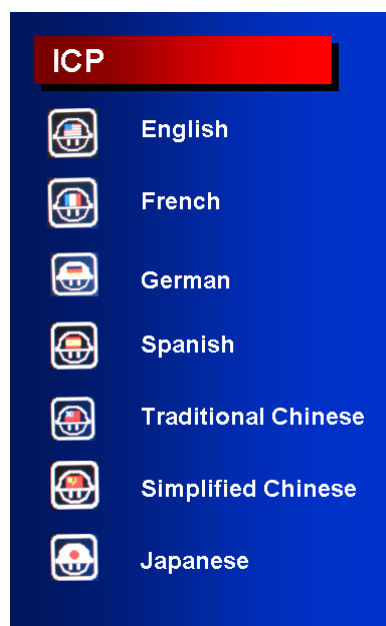 ICP
English
French
German
Spanish
Traditional Chinese
Simplified Chinese
Japanese